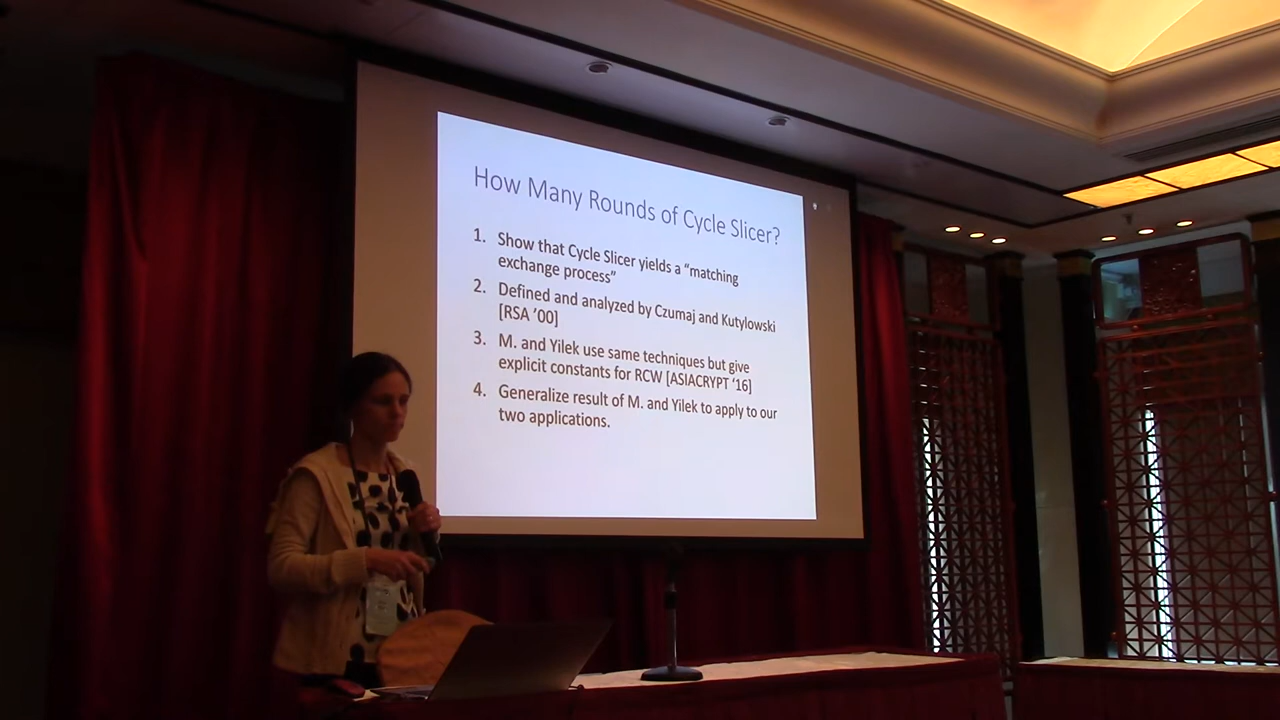 How Many Rounds of Cycle Slicer?
1. Show that Cycle Slicer yields a “matching
exchange process”
2. Defined and analyzed by Czumaj and Kutylowski
[RSA ’00]
3. M. and Yilek use same techniques but give
explicit constants for RCW [ASIACRYPT ‘16]
4. Generalize result of M. and Yilek to apply to our
two applications.